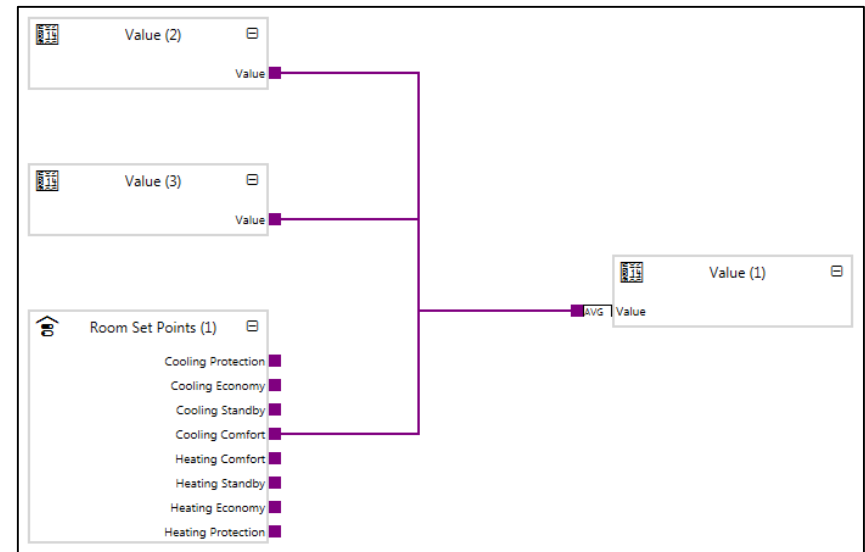 Value (2)
Value
Value (3)
Value
Value (1)
AVG Value
Room Set Points (1)
Cooling Protection
Cooling Economy
Cooling Standby
Cooling Comfort
Heating Comfort
Heating Standby
Heating Economy
Heating Protection